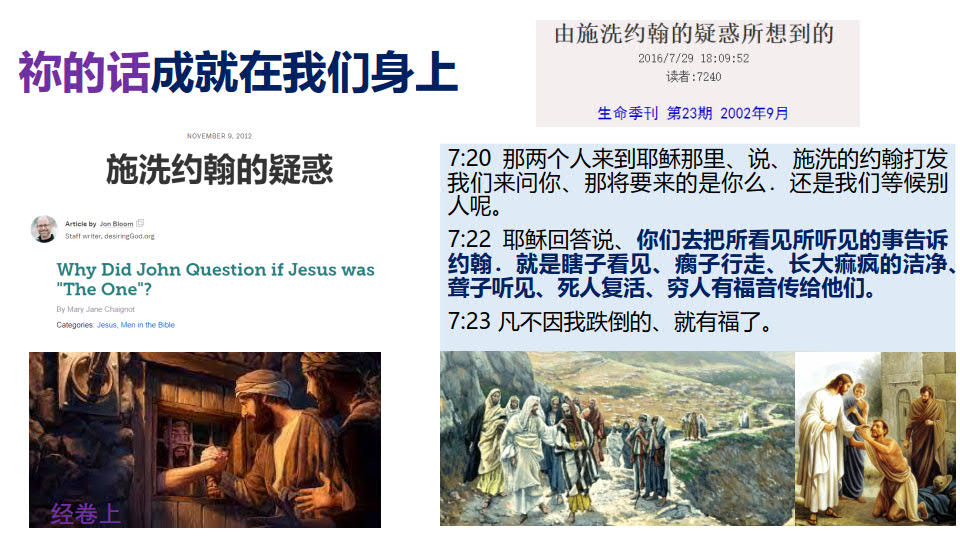 祢的话成就在我们身上
NOVEMBER 9, 2012
施洗约翰的疑惑
Article by Jon Bloom
Staff writer, desiringGod.org
Why Did John Question if Jesus was
"The One"?
By Mary Jane Chaignot
Categories: Jesus, Men in the Bible
经卷上
由施洗约翰的疑惑所想到的
2016/7/29 18:09:52
读者:7240
生命季刊 第23期 2002年9月
7:20 那两个人来到耶稣那里、说、施洗的约翰打发
我们来问你、那将要来的是你么．还是我们等候别
人呢。
7:22 耶稣回答说、你们去把所看见所听见的事告诉
约翰．就是瞎子看见、瘸子行走、长大痲疯的洁净、
聋子听见、死人复活、穷人有福音传给他们。
7:23 凡不因我跌倒的、就有福了。